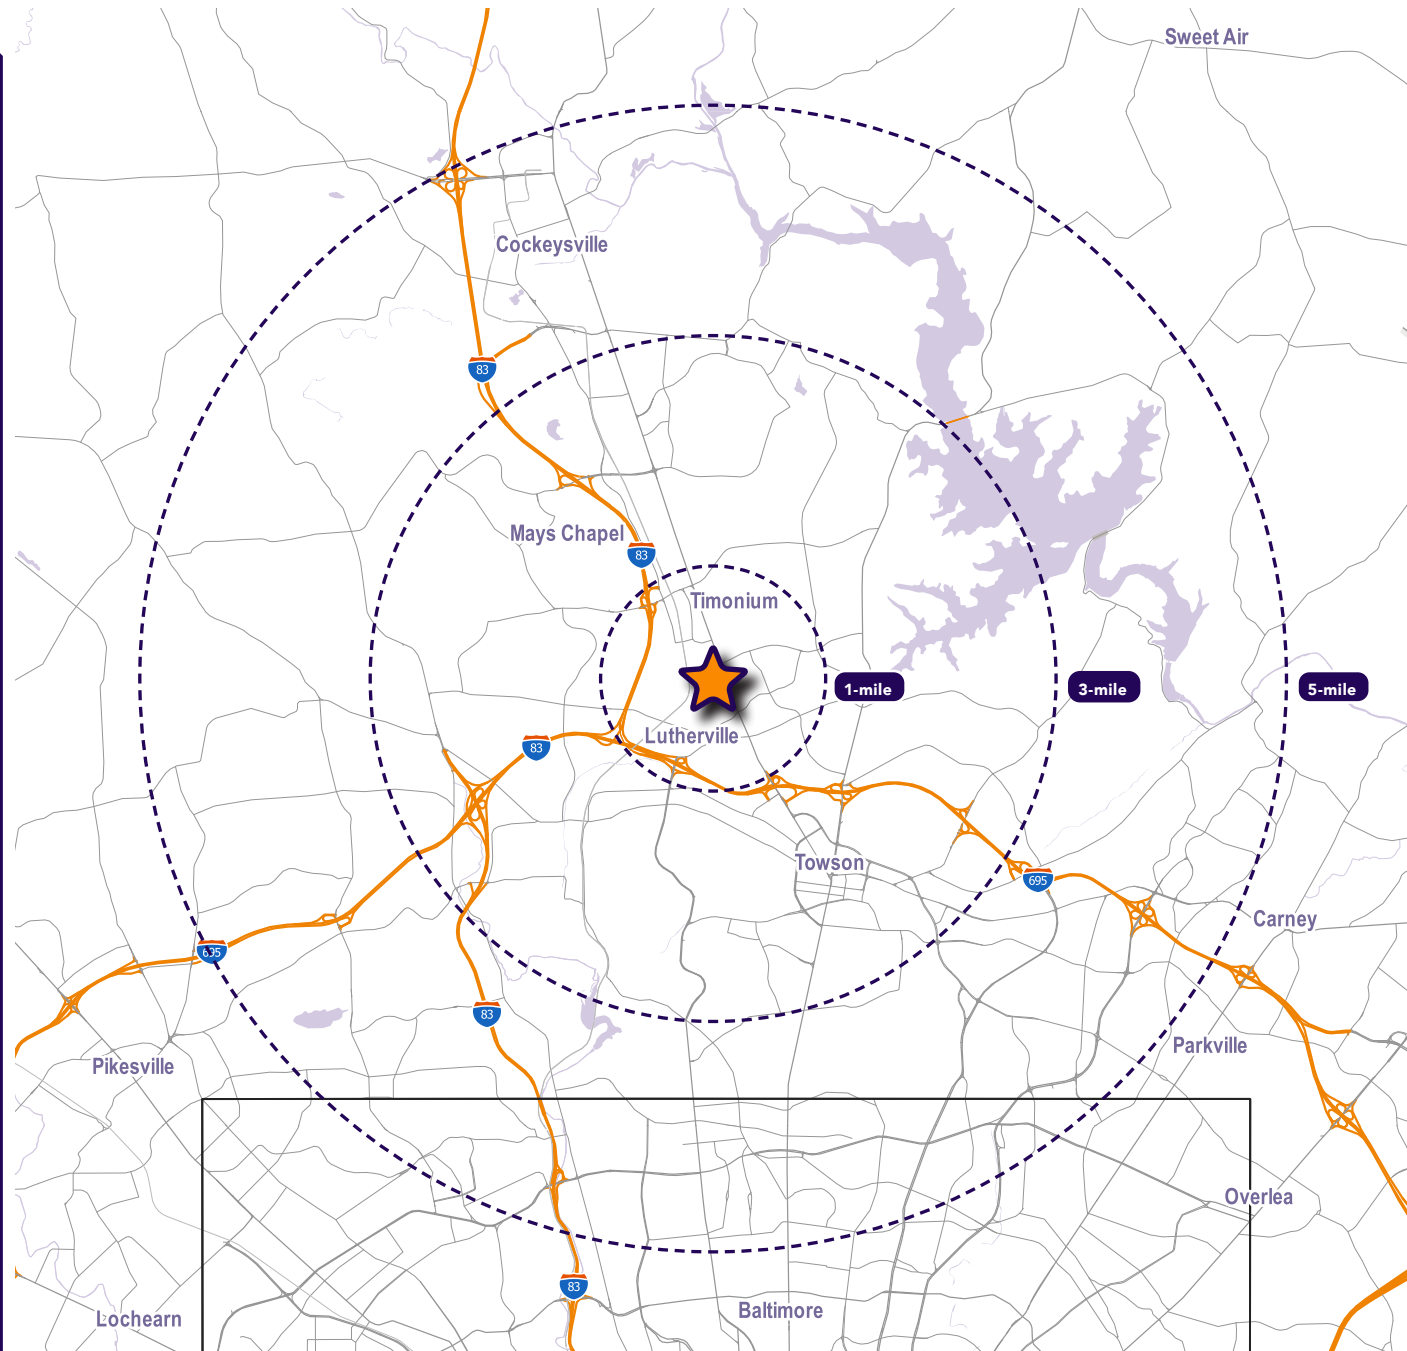 Sweet Air
Cockeysville
83
Mays Chapel
83
Timonium
1-mile
3-mile
5-mile
Lutherville
83
Towson
695
Carney
695
83
Parkville
Pikesville
Overlea
83
Baltimore
Lochearn